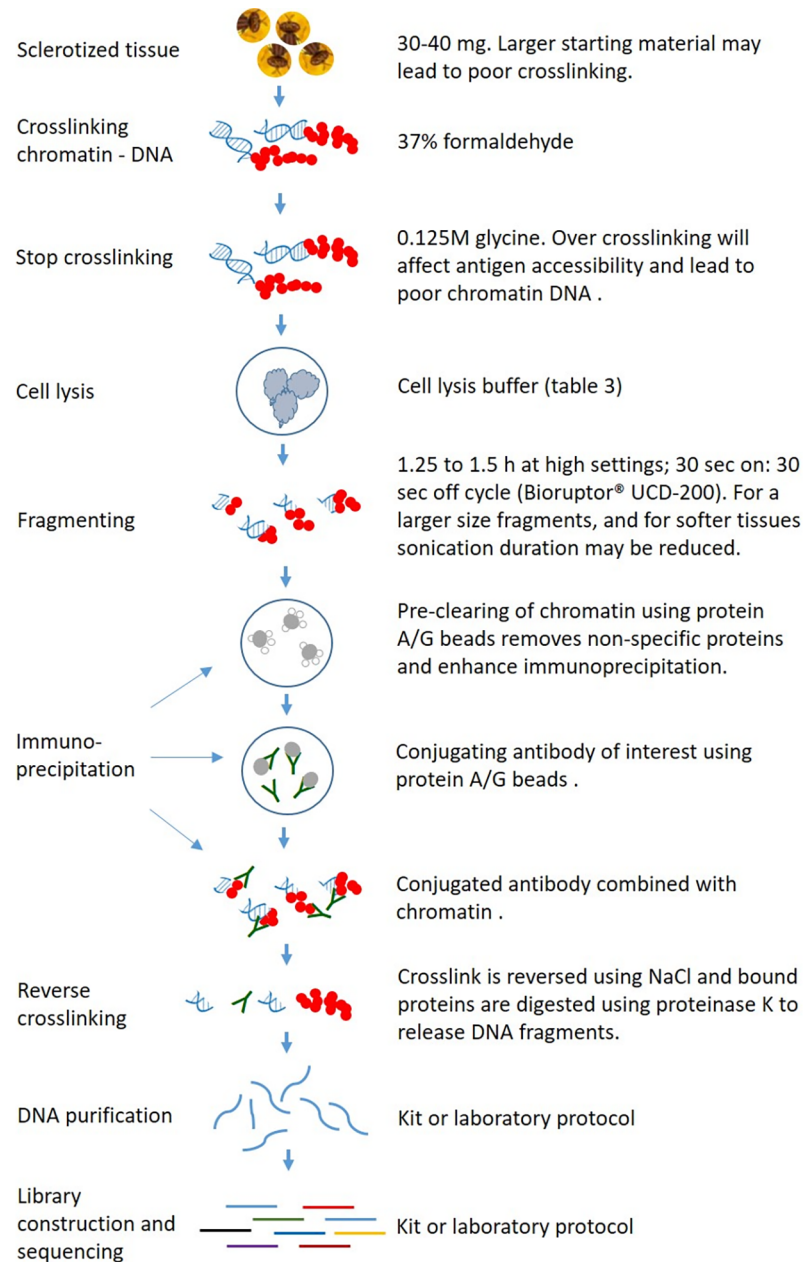 Sclerotized tissue
30-40 mg. Larger starting material may
lead to poor crosslinking.
Crosslinking
chromatin - DNA
37% formaldehyde
Stop crosslinking
0.125M glycine. Over crosslinking will
affect antigen accessibility and lead to
poor chromatin DNA .
Cell lysis
Cell lysis buffer (table 3)
Fragmenting
1.25 to 1.5 h at high settings; 30 sec on: 30
sec off cycle (Bioruptor® UCD-200). For a
larger size fragments, and for softer tissues
sonication duration may be reduced.
Pre-clearing of chromatin using protein
A/G beads removes non-specific proteins
and enhance immunoprecipitation.
Immuno-
precipitation
Conjugating antibody of interest using
protein A/G beads .
Conjugated antibody combined with
chromatin .
Reverse
crosslinking
Crosslink is reversed using NaCl and bound
proteins are digested using proteinase K to
release DNA fragments.
DNA purification
Kit or laboratory protocol
Library
construction and
sequencing
Kit or laboratory protocol